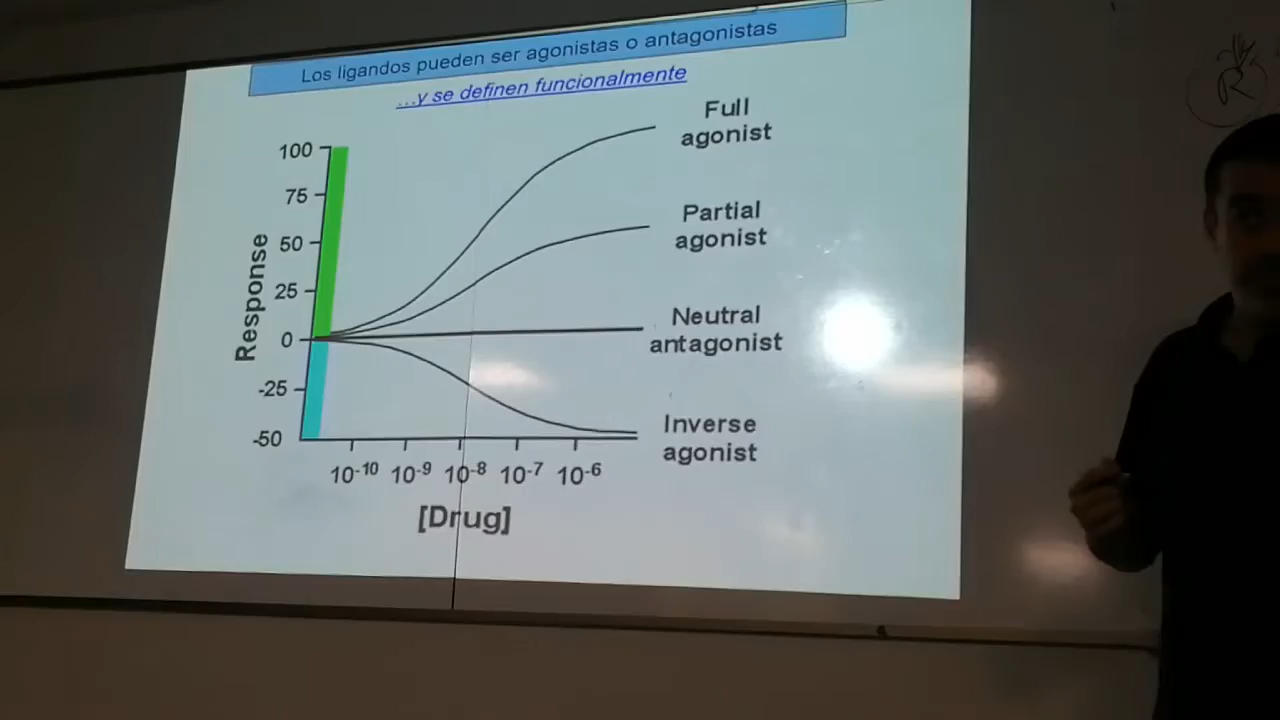 Los ligandos pueden ser agonistas o antagonistas
...y se definen funcionalmente
Full
agonist
Partial
agonist
Neutral
antagonist
Inverse
agonist
Response
100
75
50
25
0
-25
-50
10-10 10-9 10-8 10-7 10-6
[Drug]
R